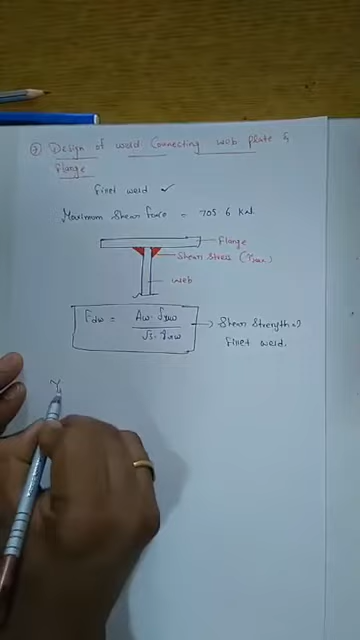 7 Design of weld Connecting web plate &
Flange
fillet weld ✓
Maximum Shear force = 705.6 kN.
Flange
Shear Stress (τmax)
web
Fdw = Aw · fuw / √3 · γmw
Shear Strength of
fillet weld.
γ